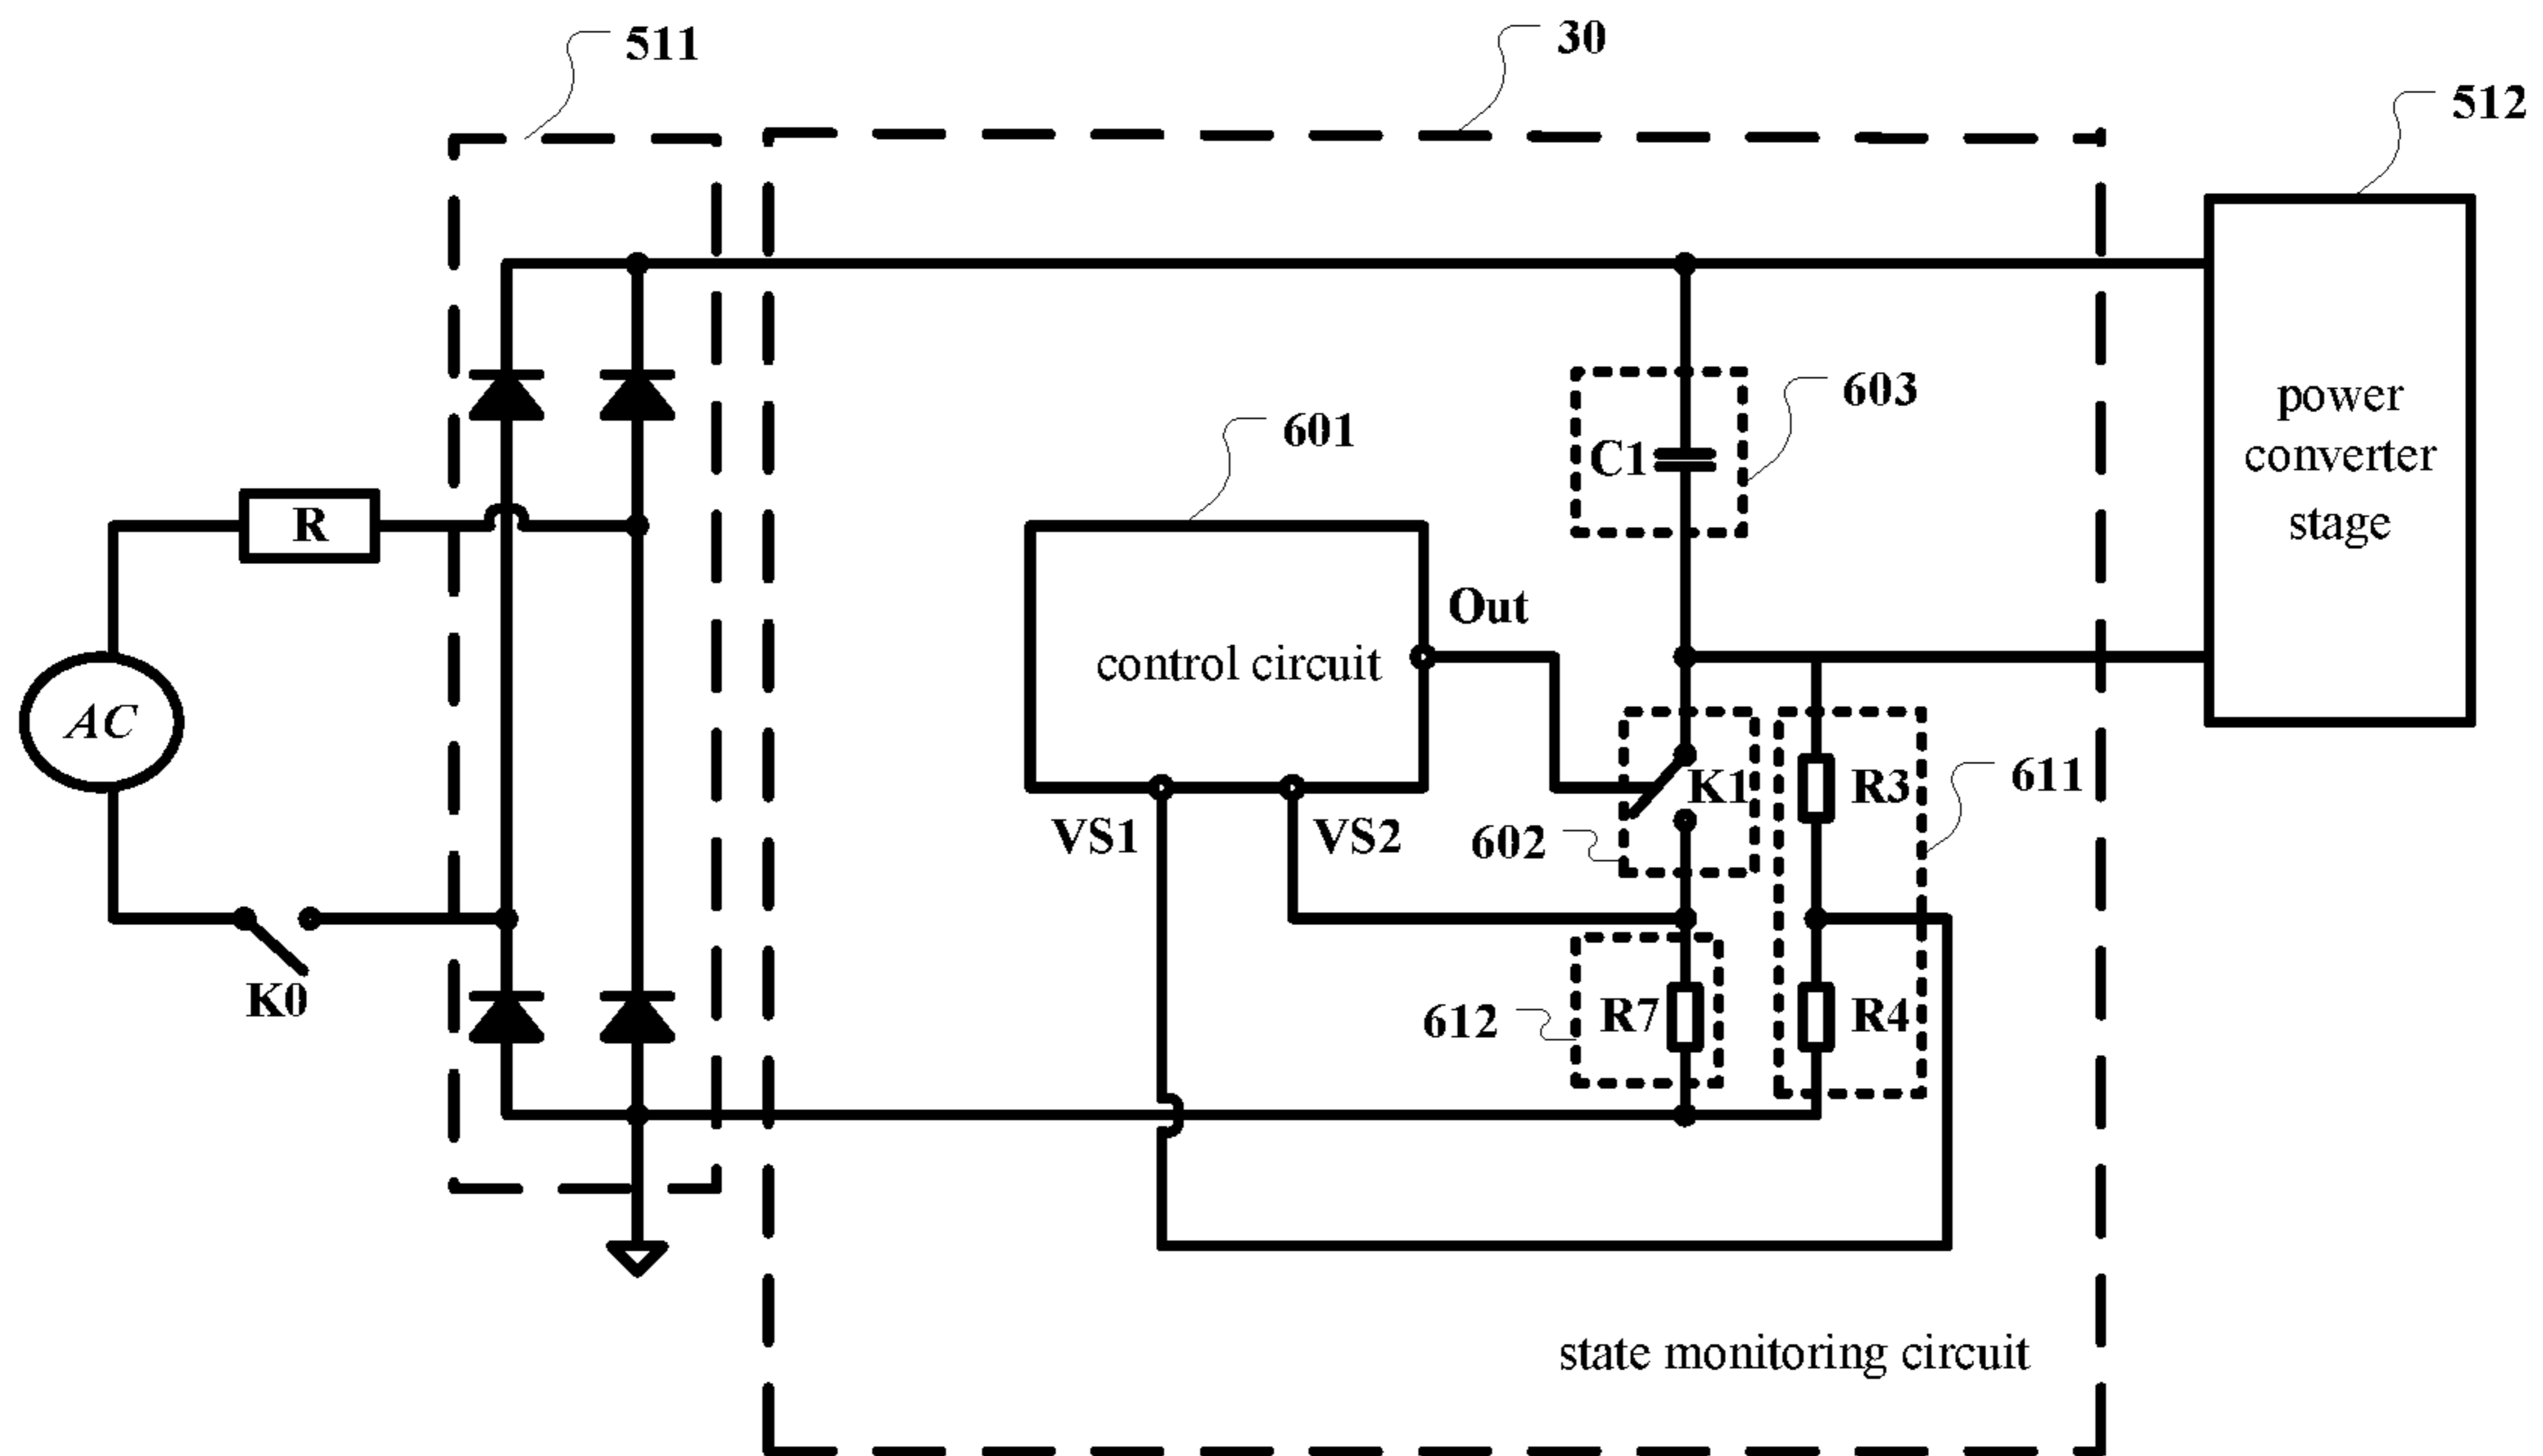 511
30
512
603
power
converter
stage
601
C1
R
Out
control circuit
AC
K1
R3
611
VS1
VS2
602
K0
612
R7
R4
state monitoring circuit